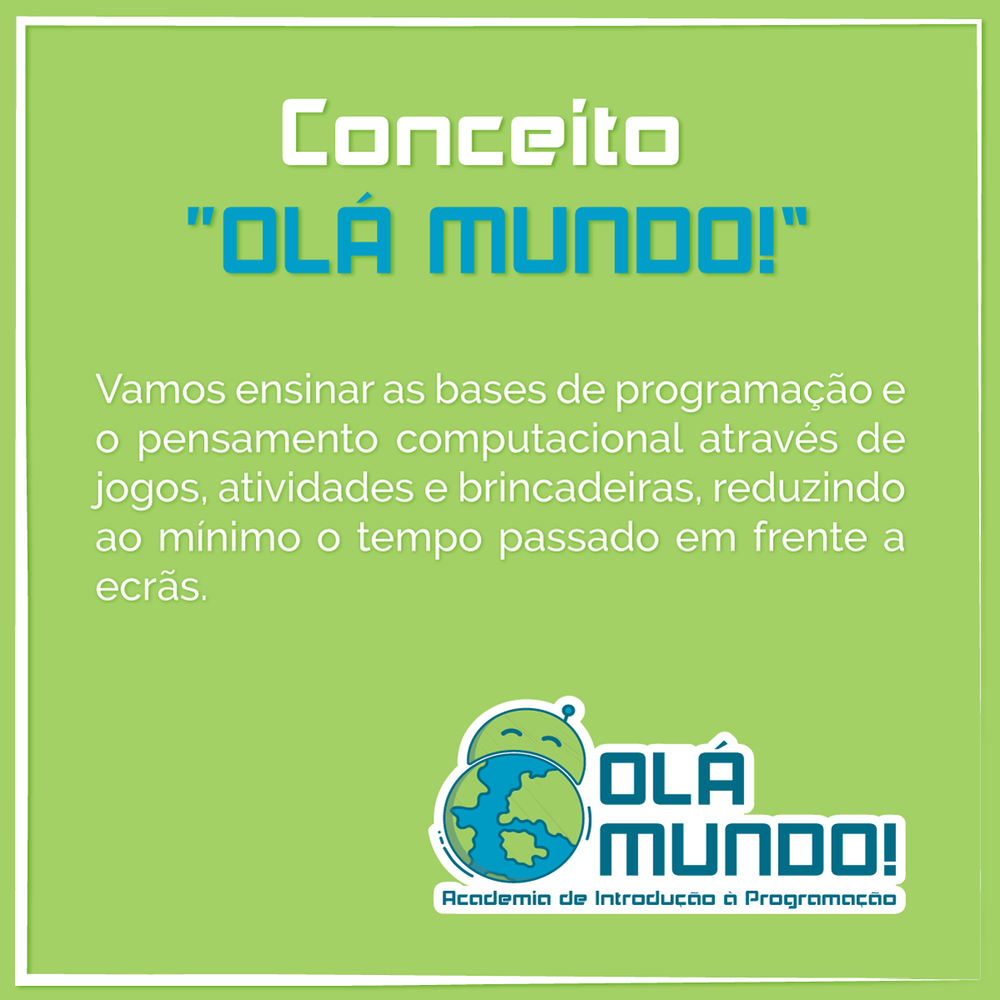 Conceito
"OLÁ MUNDO!"
Vamos ensinar as bases de programação e
o pensamento computacional através de
jogos, atividades e brincadeiras, reduzindo
ao mínimo o tempo passado em frente a
ecrãs.
OLÁ
MUNDO!
Academia de Introdução à Programação